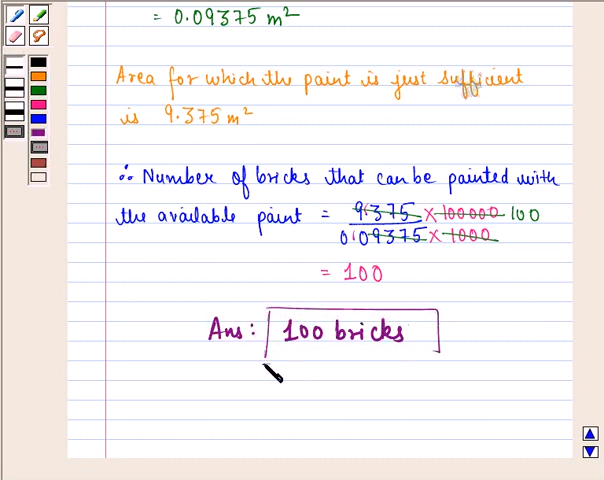 = 0.09375 m²
Area for which the paint is just sufficient
is 9.375 m²
∴ Number of bricks that can be painted with
the available paint = 9.375 × 100000 100
0.09375 × 1000
= 100
Ans: 100 bricks